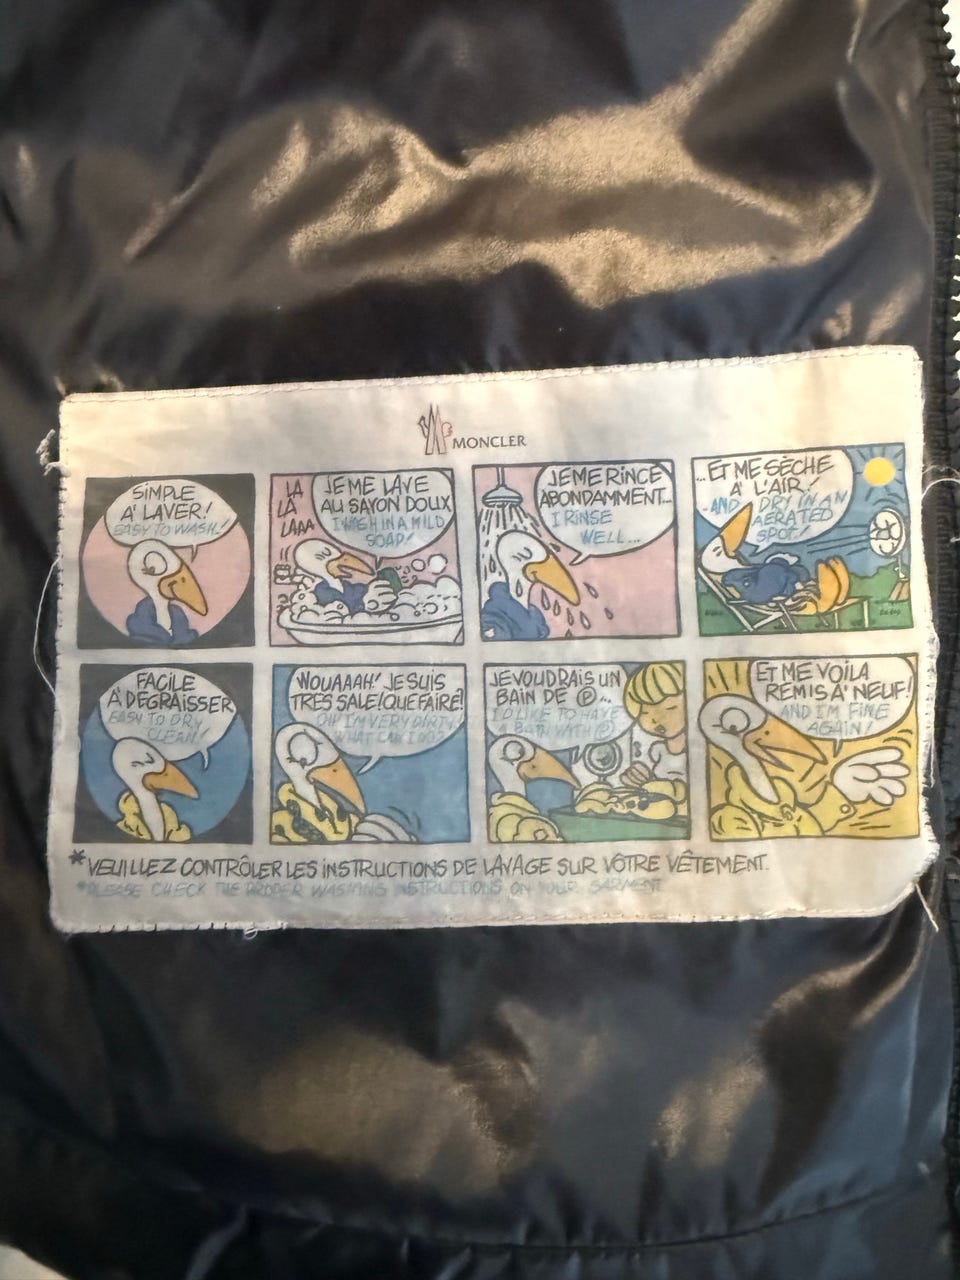 MONCLER
SIMPLE
A' LAVER!
EASY TO WASH!
LA
LA
LAAA
JE ME LAVE
AU SAYON DOUX
I WASH IN A MILD
SOAP!
JE ME RINCE
ABONDAMMENT...
I RINSE
WELL...
...ET ME SÈCHE
A' L'AIR!
..AND DRY IN AN
AERATED
SPOT!
FACILE
A' DÉGRAISSER
EASY TO DRY
CLEAN!
WOUAAAH! JE SUIS
TRÈS SALE! QUE FAIRE?
OH I'M VERY DIRTY!
WHAT CAN I DO?
JE VOUDRAIS UN
BAIN DE Ⓟ...
I'D LIKE TO HAVE
A BATH WITH Ⓟ
ET ME VOILA
REMIS A' NEUF!
AND I'M FINE
AGAIN!
*VEUILLEZ CONTRÔLER LES INSTRUCTIONS DE LAVAGE SUR VÔTRE VÊTEMENT.
*PLEASE CHECK THE PROPER WASHING INSTRUCTIONS ON YOUR GARMENT